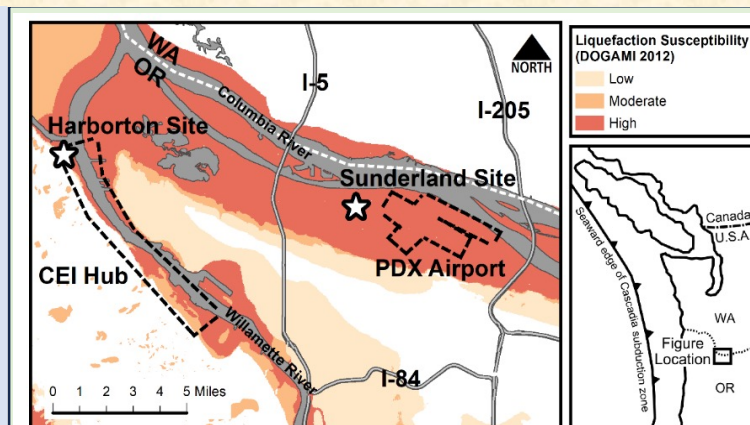 WA
OR
Columbia River
I-5
NORTH
I-205
Harborton Site
Sunderland Site
CEI Hub
PDX Airport
Willamette River
I-84
0 1 2 3 4 5 Miles
Liquefaction Susceptibility
(DOGAMI 2012)
Low
Moderate
High
Canada
U.S.A
Seaward edge of Cascadia subduction zone
WA
Figure
Location
OR